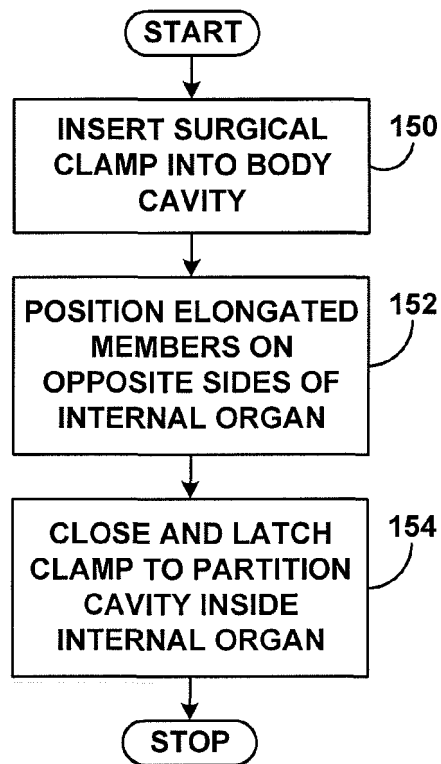 START
INSERT SURGICAL
CLAMP INTO BODY
CAVITY
150
POSITION ELONGATED
MEMBERS ON
OPPOSITE SIDES OF
INTERNAL ORGAN
152
CLOSE AND LATCH
CLAMP TO PARTITION
CAVITY INSIDE
INTERNAL ORGAN
154
STOP